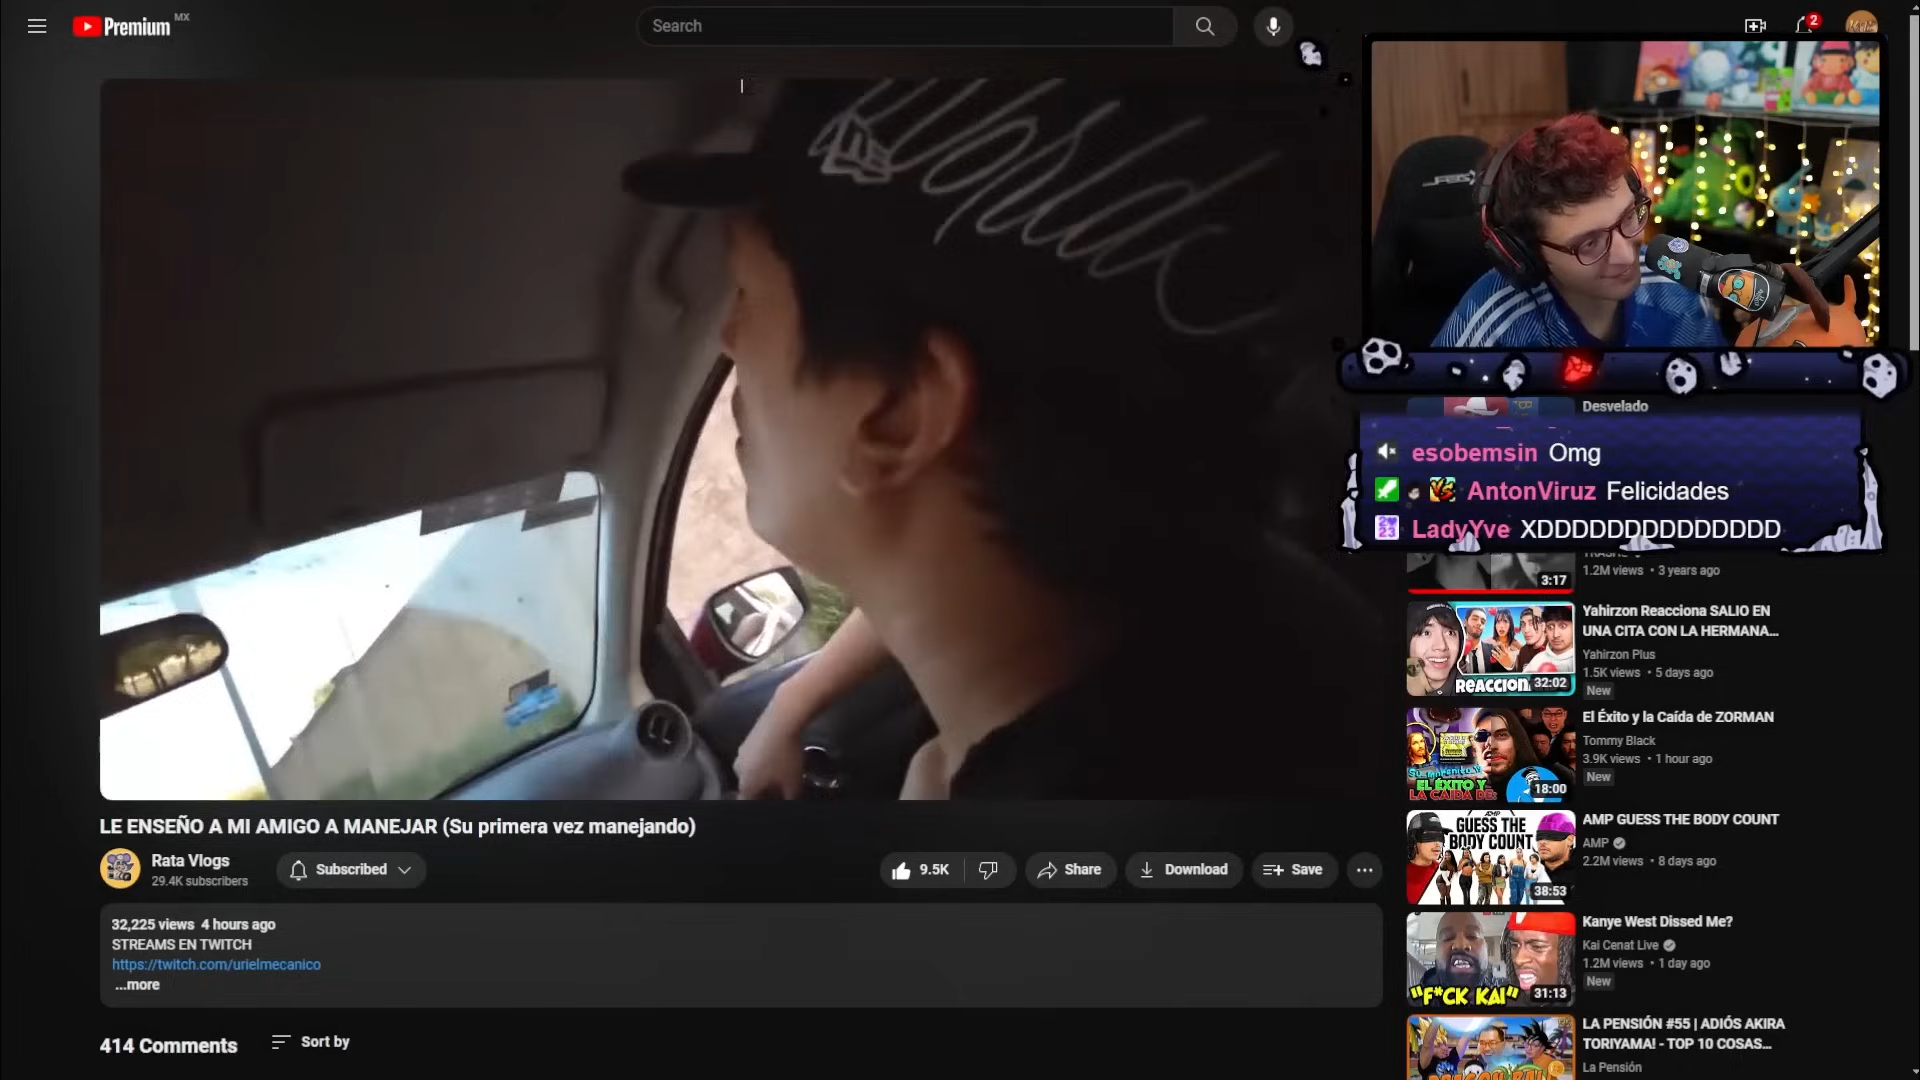 Premium MX
Search
2
esobemsin Omg
AntonViruz Felicidades
LadyYve XDDDDDDDDDDDDDD
Desvelado
3:17
1.2M views • 3 years ago
REACCION
32:02
Yahirzon Reacciona SALIO EN
UNA CITA CON LA HERMANA...
Yahirzon Plus
1.5K views • 5 days ago
New
EL ÉXITO Y
LA CAÍDA DE:
18:00
El Éxito y la Caída de ZORMAN
Tommy Black
3.9K views • 1 hour ago
New
AMP
GUESS THE
BODY COUNT
38:53
AMP GUESS THE BODY COUNT
AMP
2.2M views • 8 days ago
"F*CK KAI"
31:13
Kanye West Dissed Me?
Kai Cenat Live
1.2M views • 1 day ago
New
LA PENSIÓN #55 | ADIÓS AKIRA
TORIYAMA! - TOP 10 COSAS...
La Pensión
LE ENSEÑO A MI AMIGO A MANEJAR (Su primera vez manejando)
Rata Vlogs
29.4K subscribers
Subscribed
9.5K
Share
Download
Save
32,225 views 4 hours ago
STREAMS EN TWITCH
https://twitch.com/urielmecanico
...more
414 Comments
Sort by